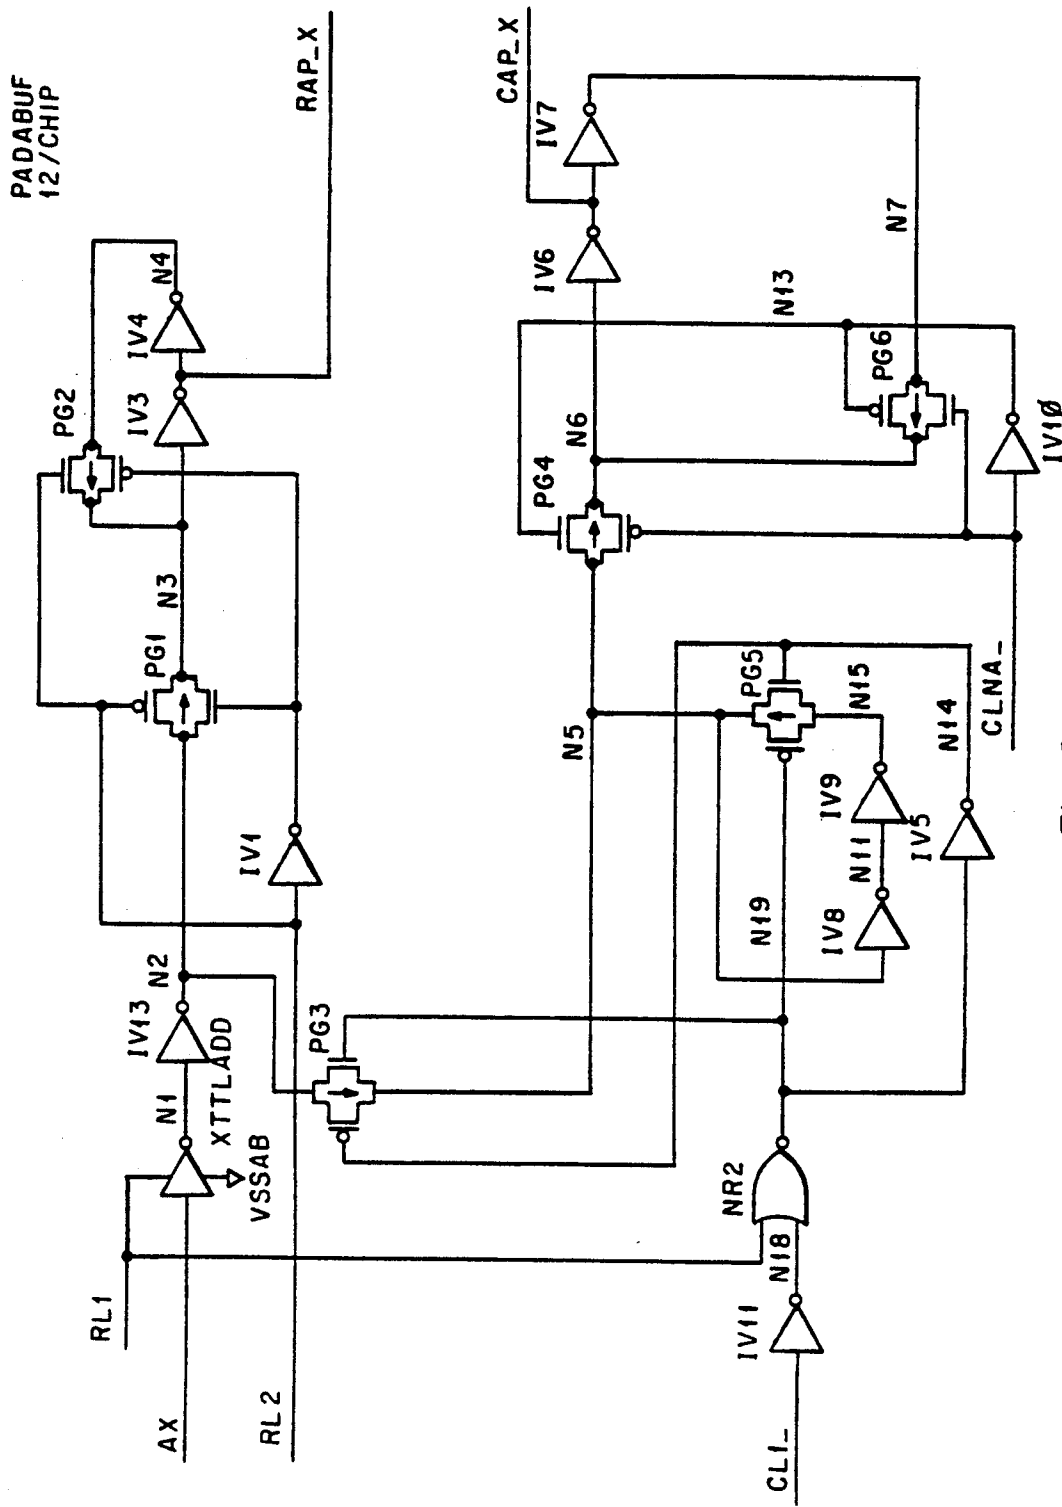 PADABUF
12/CHIP
RL1
AX
RL2
N1
XTTLADD
VSSAB
IV13
N2
IV1
PG1
N3
PG2
IV3
IV4
N4
RAP_X
PG3
N5
PG4
N6
IV6
IV7
CAP_X
N7
N13
PG6
IV1Ø
CLNA_
PG5
N15
N14
IV9
N11
IV5
IV8
N19
NR2
N18
IV11
CL1_